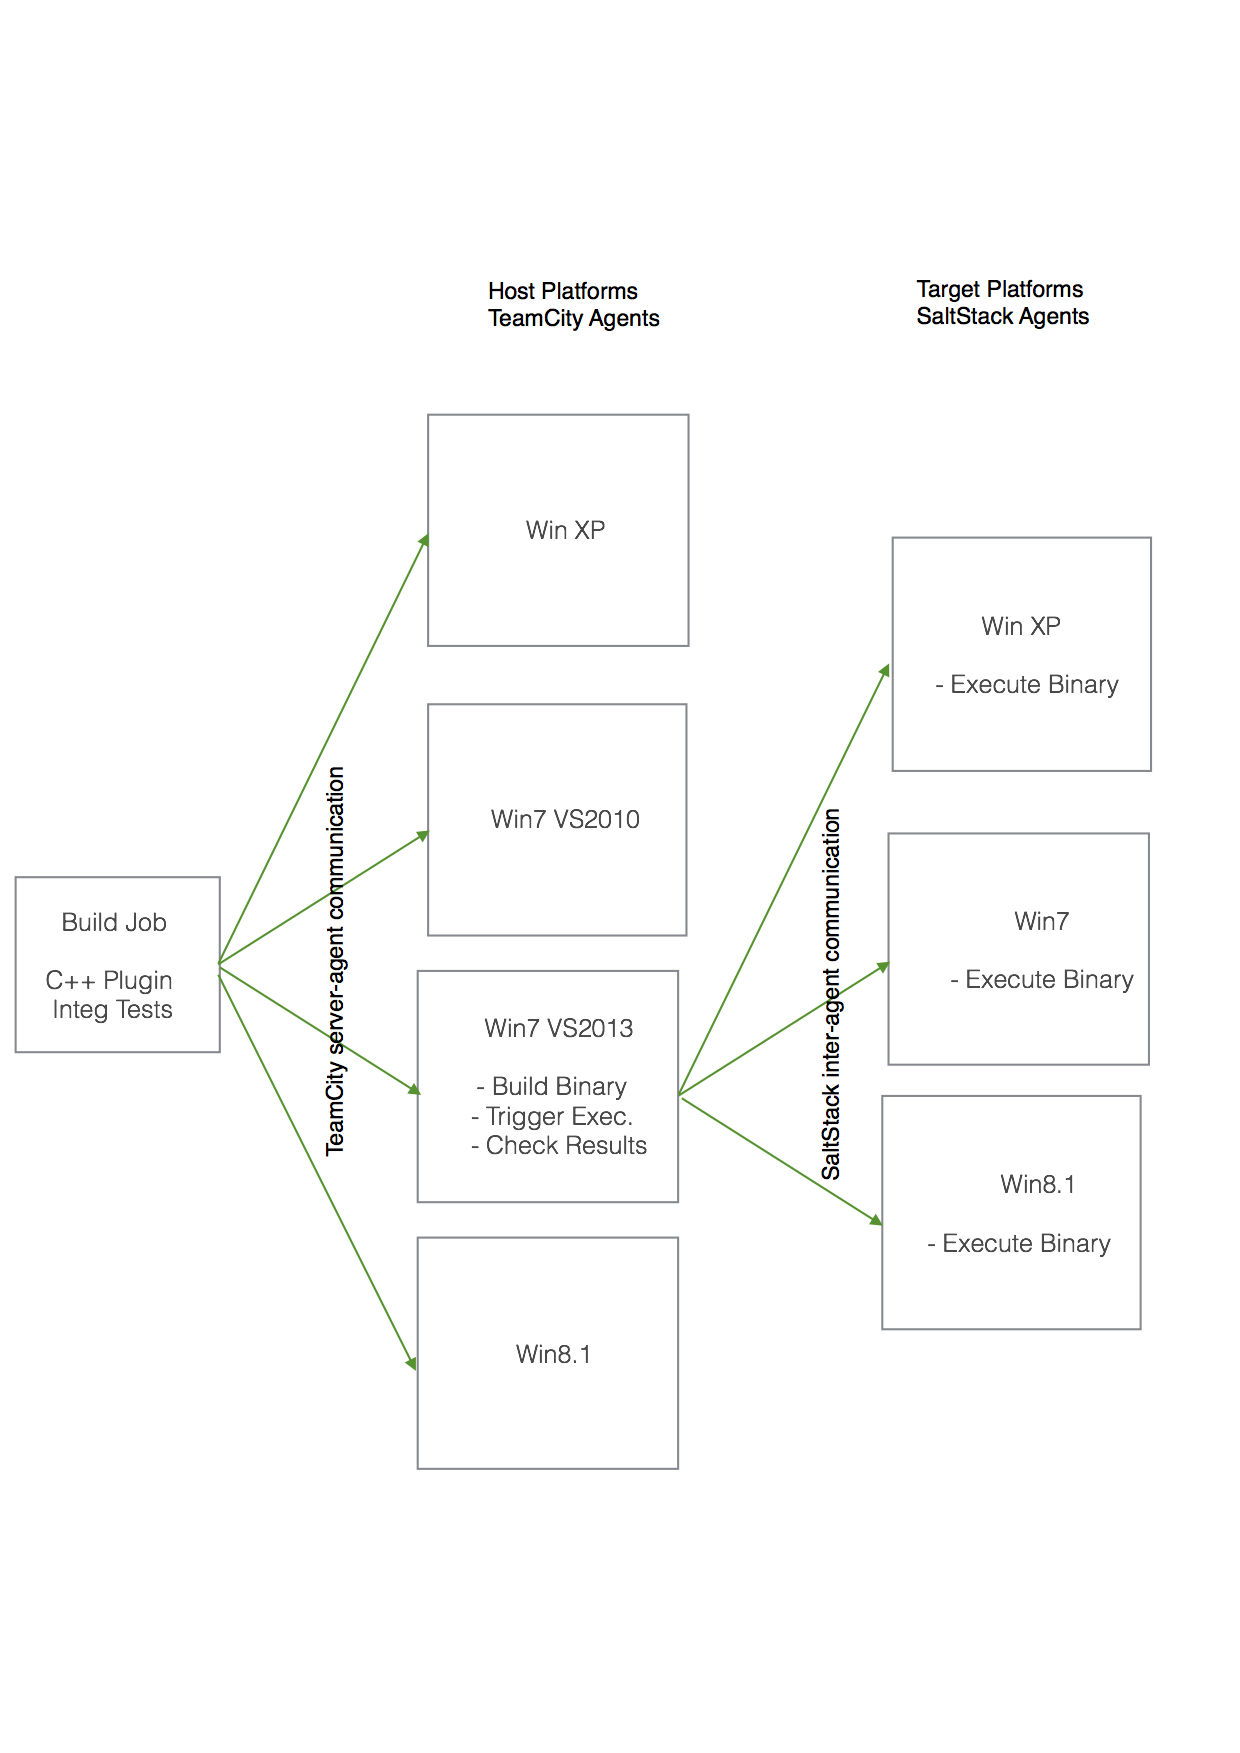 Host Platforms
TeamCity Agents
Target Platforms
SaltStack Agents
Build Job
C++ Plugin
Integ Tests
TeamCity server-agent communication
Win XP
Win7 VS2010
Win7 VS2013
- Build Binary
- Trigger Exec.
- Check Results
Win8.1
SaltStack inter-agent communication
Win XP
- Execute Binary
Win7
- Execute Binary
Win8.1
- Execute Binary